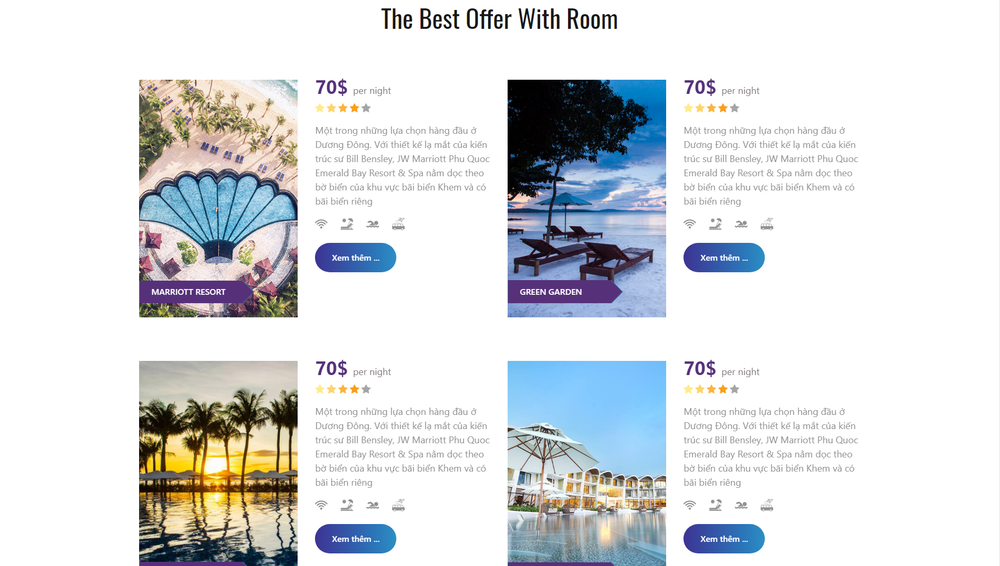 The Best Offer With Room
70$ per night
Một trong những lựa chọn hàng đầu ở
Dương Đông. Với thiết kế lạ mắt của kiến
trúc sư Bill Bensley, JW Marriott Phu Quoc
Emerald Bay Resort & Spa nằm dọc theo
bờ biển của khu vực bãi biển Khem và có
bãi biển riêng
Xem thêm ...
MARRIOTT RESORT
70$ per night
Một trong những lựa chọn hàng đầu ở
Dương Đông. Với thiết kế lạ mắt của kiến
trúc sư Bill Bensley, JW Marriott Phu Quoc
Emerald Bay Resort & Spa nằm dọc theo
bờ biển của khu vực bãi biển Khem và có
bãi biển riêng
Xem thêm ...
GREEN GARDEN
70$ per night
Một trong những lựa chọn hàng đầu ở
Dương Đông. Với thiết kế lạ mắt của kiến
trúc sư Bill Bensley, JW Marriott Phu Quoc
Emerald Bay Resort & Spa nằm dọc theo
bờ biển của khu vực bãi biển Khem và có
bãi biển riêng
Xem thêm ...
70$ per night
Một trong những lựa chọn hàng đầu ở
Dương Đông. Với thiết kế lạ mắt của kiến
trúc sư Bill Bensley, JW Marriott Phu Quoc
Emerald Bay Resort & Spa nằm dọc theo
bờ biển của khu vực bãi biển Khem và có
bãi biển riêng
Xem thêm ...